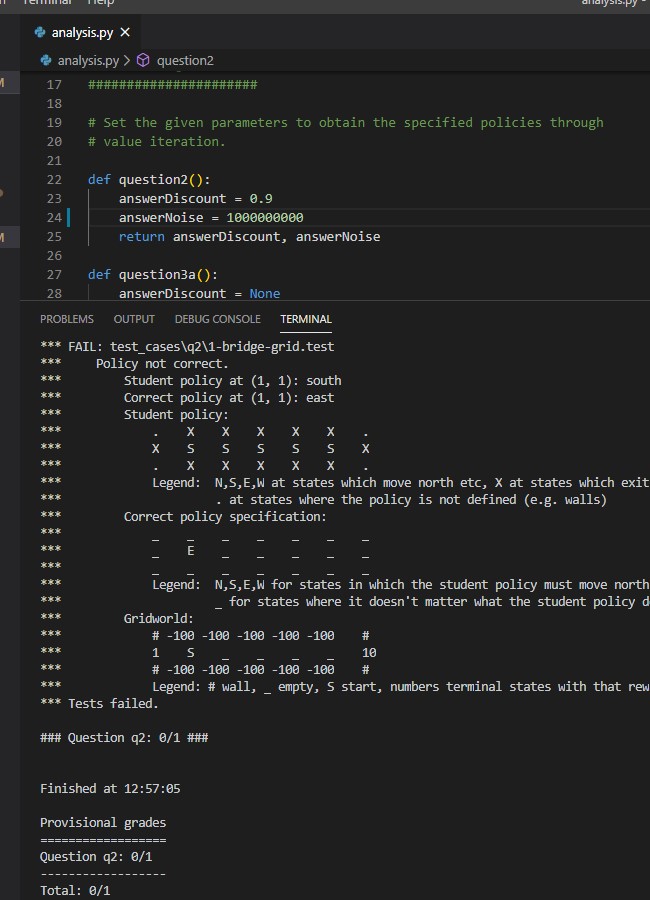 Terminal Help analysis.py
analysis.py
analysis.py > question2
17 ######################
18
19 # Set the given parameters to obtain the specified policies through
20 # value iteration.
21
22 def question2():
23 answerDiscount = 0.9
24 answerNoise = 1000000000
25 return answerDiscount, answerNoise
26
27 def question3a():
28 answerDiscount = None
PROBLEMS OUTPUT DEBUG CONSOLE TERMINAL
*** FAIL: test_cases\q2\1-bridge-grid.test
*** Policy not correct.
*** Student policy at (1, 1): south
*** Correct policy at (1, 1): east
*** Student policy:
*** . X X X X X .
*** X S S S S S X
*** . X X X X X .
*** Legend: N,S,E,W at states which move north etc, X at states which exit
*** . at states where the policy is not defined (e.g. walls)
*** Correct policy specification:
*** _ _ _ _ _ _ _
*** _ E _ _ _ _ _
*** _ _ _ _ _ _ _
*** Legend: N,S,E,W for states in which the student policy must move north
*** _ for states where it doesn't matter what the student policy d
*** Gridworld:
*** # -100 -100 -100 -100 -100 #
*** 1 S _ _ _ _ 10
*** # -100 -100 -100 -100 -100 #
*** Legend: # wall, _ empty, S start, numbers terminal states with that rew
*** Tests failed.
### Question q2: 0/1 ###
Finished at 12:57:05
Provisional grades
==================
Question q2: 0/1
------------------
Total: 0/1